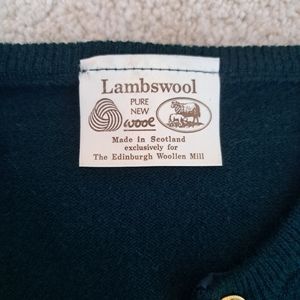 Lambswool
PURE
NEW
wool
Made in Scotland
exclusively for
The Edinburgh Woollen Mill